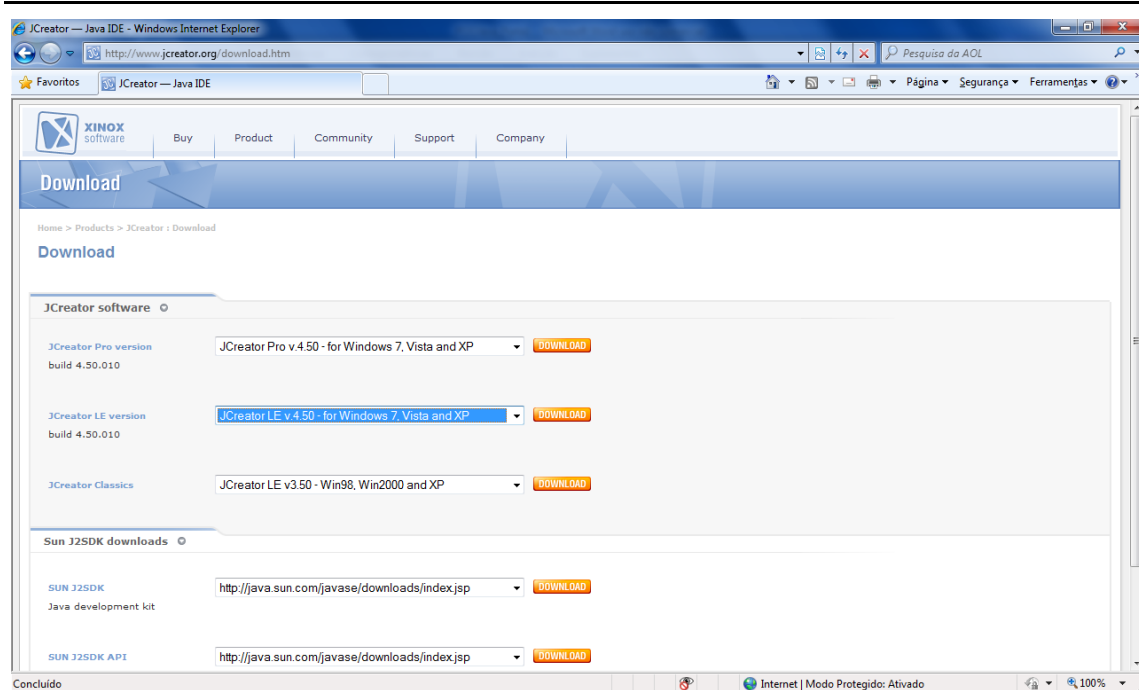 JCreator — Java IDE - Windows Internet Explorer
http://www.jcreator.org/download.htm
Pesquisa da AOL
Favoritos
JCreator — Java IDE
Página
Segurança
Ferramentas
XINOX
software
Buy
Product
Community
Support
Company
Download
Home > Products > JCreator : Download
Download
JCreator software
JCreator Pro version
JCreator Pro v.4.50 - for Windows 7, Vista and XP
DOWNLOAD
build 4.50.010
JCreator LE version
JCreator LE v.4.50 - for Windows 7, Vista and XP
DOWNLOAD
build 4.50.010
JCreator Classics
JCreator LE v3.50 - Win98, Win2000 and XP
DOWNLOAD
Sun J2SDK downloads
SUN J2SDK
http://java.sun.com/javase/downloads/index.jsp
DOWNLOAD
Java development kit
SUN J2SDK API
http://java.sun.com/javase/downloads/index.jsp
DOWNLOAD
Concluído
Internet | Modo Protegido: Ativado
100%